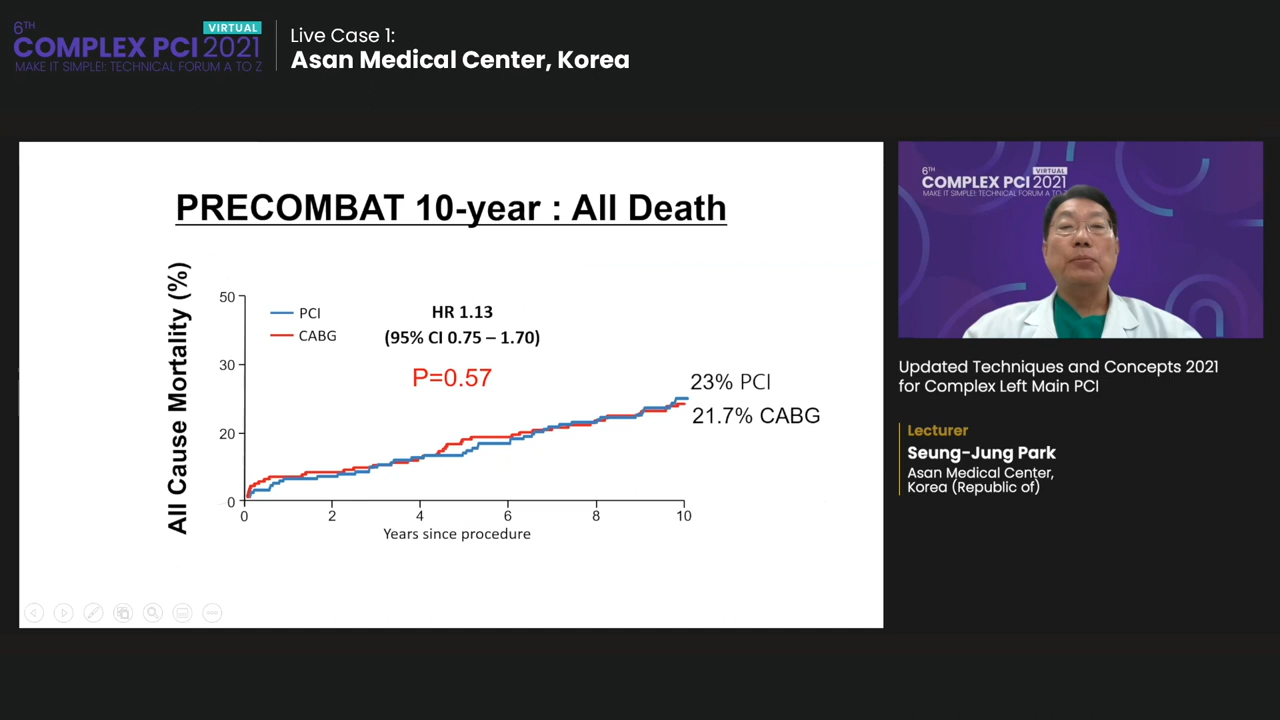 6TH
VIRTUAL
COMPLEX PCI 2021
MAKE IT SIMPLE!: TECHNICAL FORUM A TO Z
Live Case 1:
Asan Medical Center, Korea
PRECOMBAT 10-year : All Death
All Cause Mortality (%)
50
30
20
0
PCI
CABG
HR 1.13
(95% CI 0.75 – 1.70)
P=0.57
23% PCI
21.7% CABG
0 2 4 6 8 10
Years since procedure
6TH
VIRTUAL
COMPLEX PCI 2021
MAKE IT SIMPLE!: TECHNICAL FORUM A TO Z
Updated Techniques and Concepts 2021
for Complex Left Main PCI
Lecturer
Seung-Jung Park
Asan Medical Center,
Korea (Republic of)